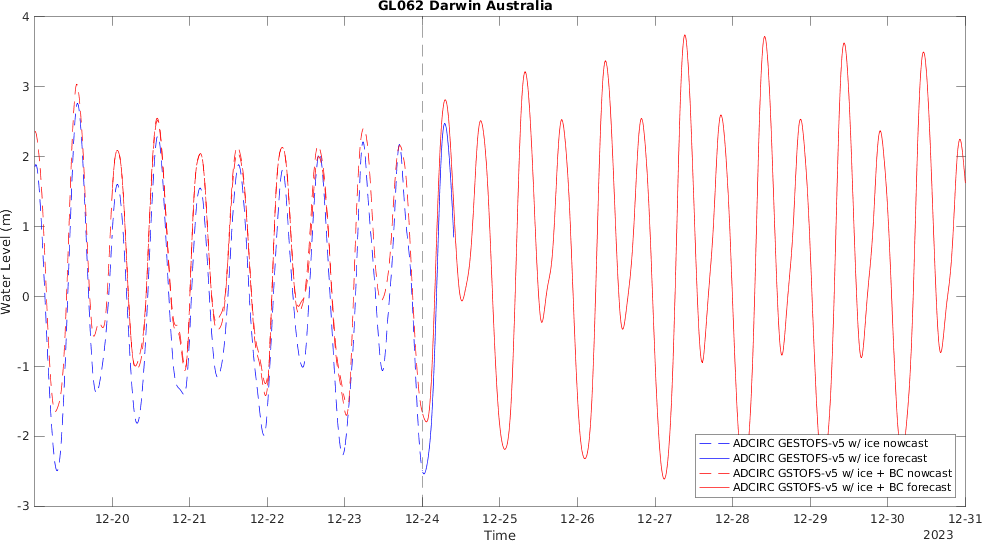 GL062 Darwin Australia
Water Level (m)
4
3
2
1
0
-1
-2
-3
ADCIRC GESTOFS-v5 w/ ice nowcast
ADCIRC GESTOFS-v5 w/ ice forecast
ADCIRC GSTOFS-v5 w/ ice + BC nowcast
ADCIRC GSTOFS-v5 w/ ice + BC forecast
12-20 12-21 12-22 12-23 12-24 12-25 12-26 12-27 12-28 12-29 12-30 12-31
Time
2023